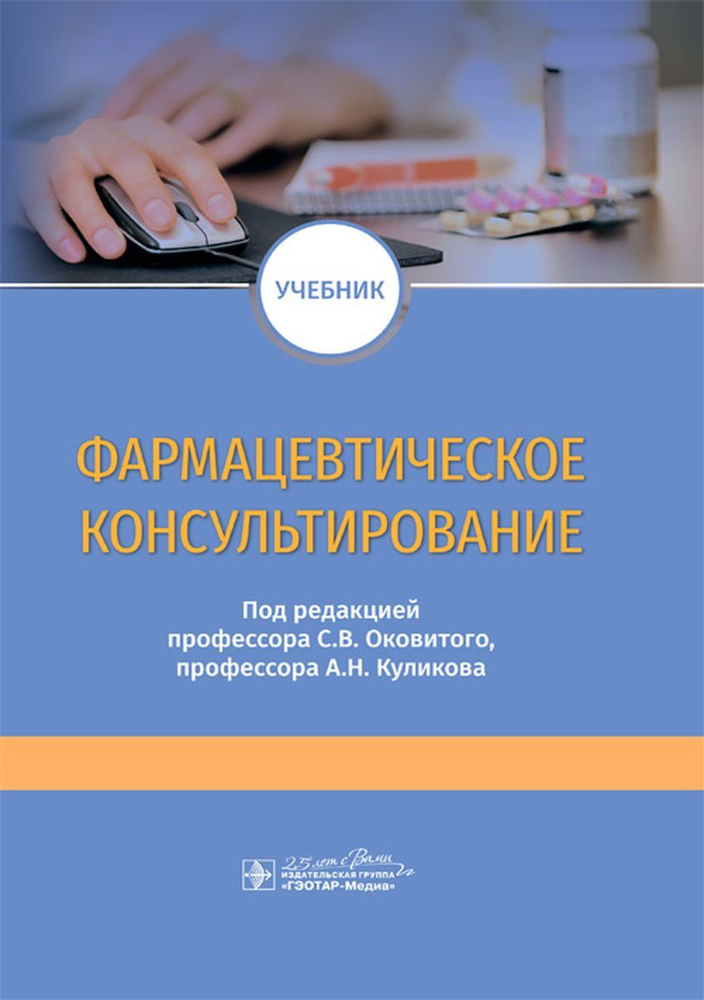 УЧЕБНИК
ФАРМАЦЕВТИЧЕСКОЕ
КОНСУЛЬТИРОВАНИЕ
Под редакцией
профессора С.В. Оковитого,
профессора А.Н. Куликова
25 лет с Вами
ИЗДАТЕЛЬСКАЯ ГРУППА
«ГЭОТАР-Медиа»